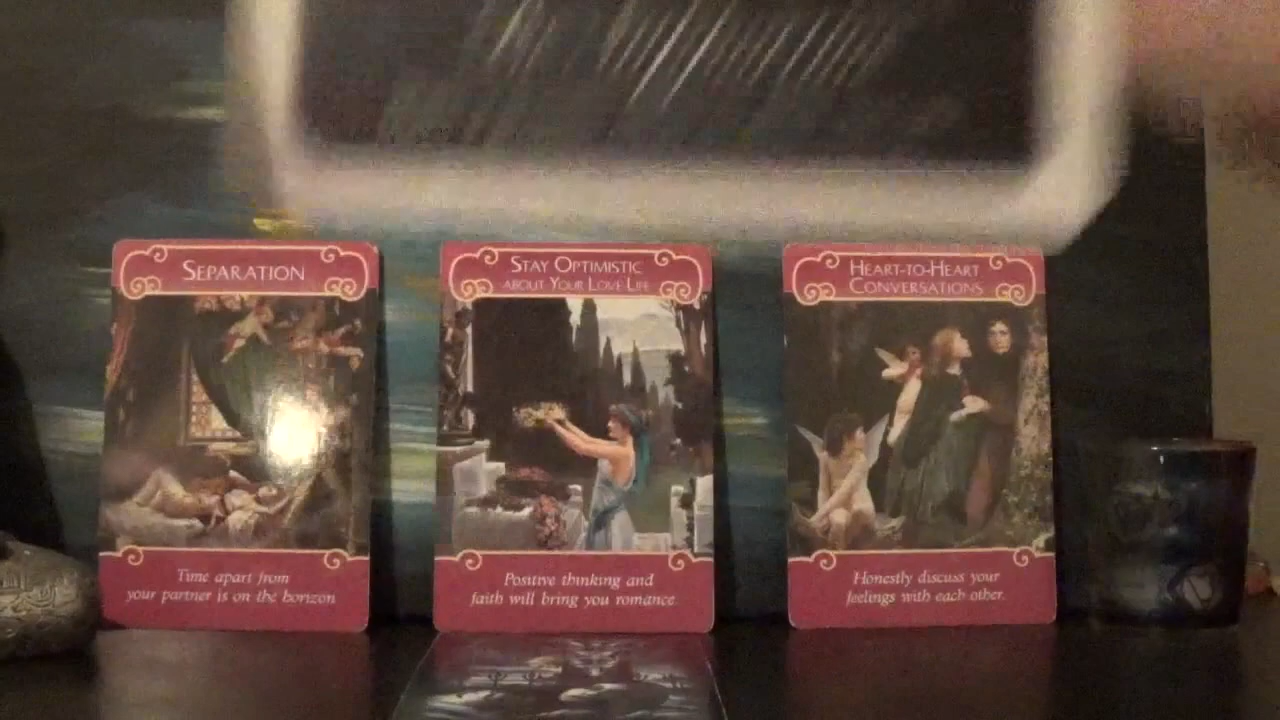 SEPARATION
Time apart from
your partner is on the horizon
STAY OPTIMISTIC
ABOUT YOUR LOVE LIFE
Positive thinking and
faith will bring you romance.
HEART-TO-HEART
CONVERSATIONS
Honestly discuss your
feelings with each other.